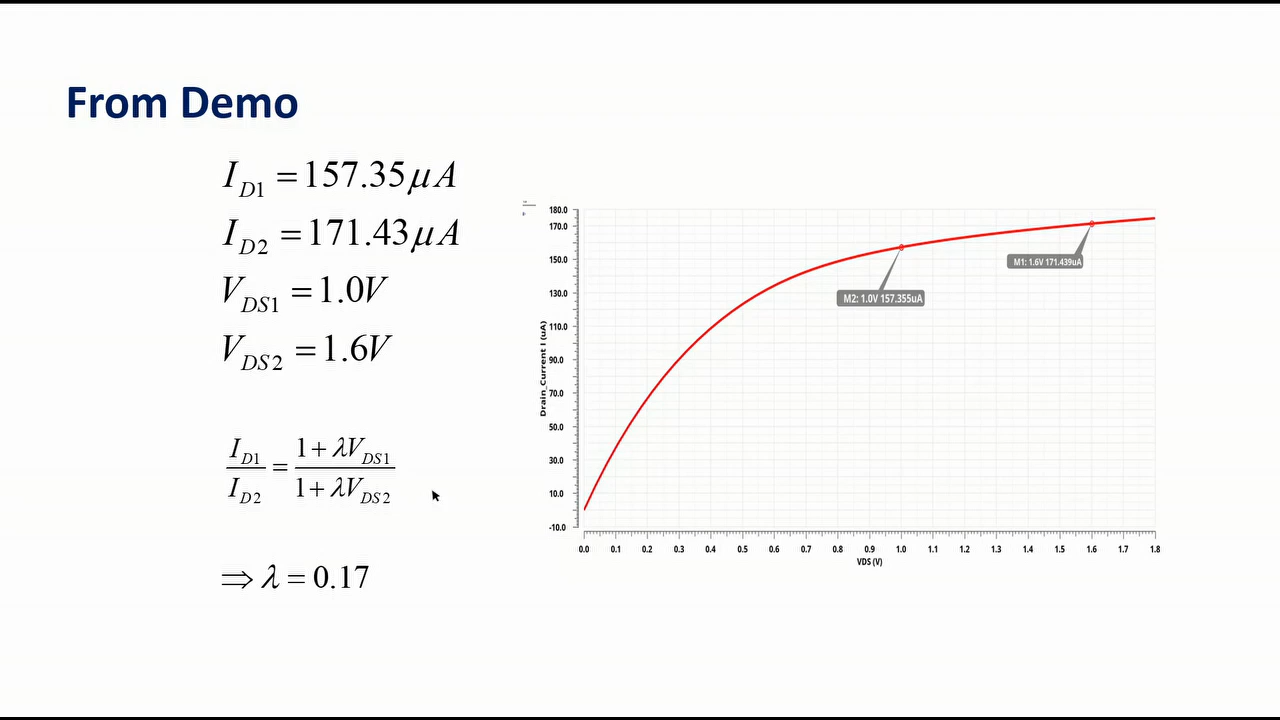 From Demo
I_D1 = 157.35μA
I_D2 = 171.43μA
V_DS1 = 1.0V
V_DS2 = 1.6V
I_D1/I_D2 = (1 + λV_DS1)/(1 + λV_DS2)
⇒ λ = 0.17
180.0
170.0
150.0
130.0
110.0
90.0
70.0
50.0
30.0
10.0
-10.0
Drain_Current I (uA)
M1: 1.6V 171.439uA
M2: 1.0V 157.355uA
0.0 0.1 0.2 0.3 0.4 0.5 0.6 0.7 0.8 0.9 1.0 1.1 1.2 1.3 1.4 1.5 1.6 1.7 1.8
VDS (V)